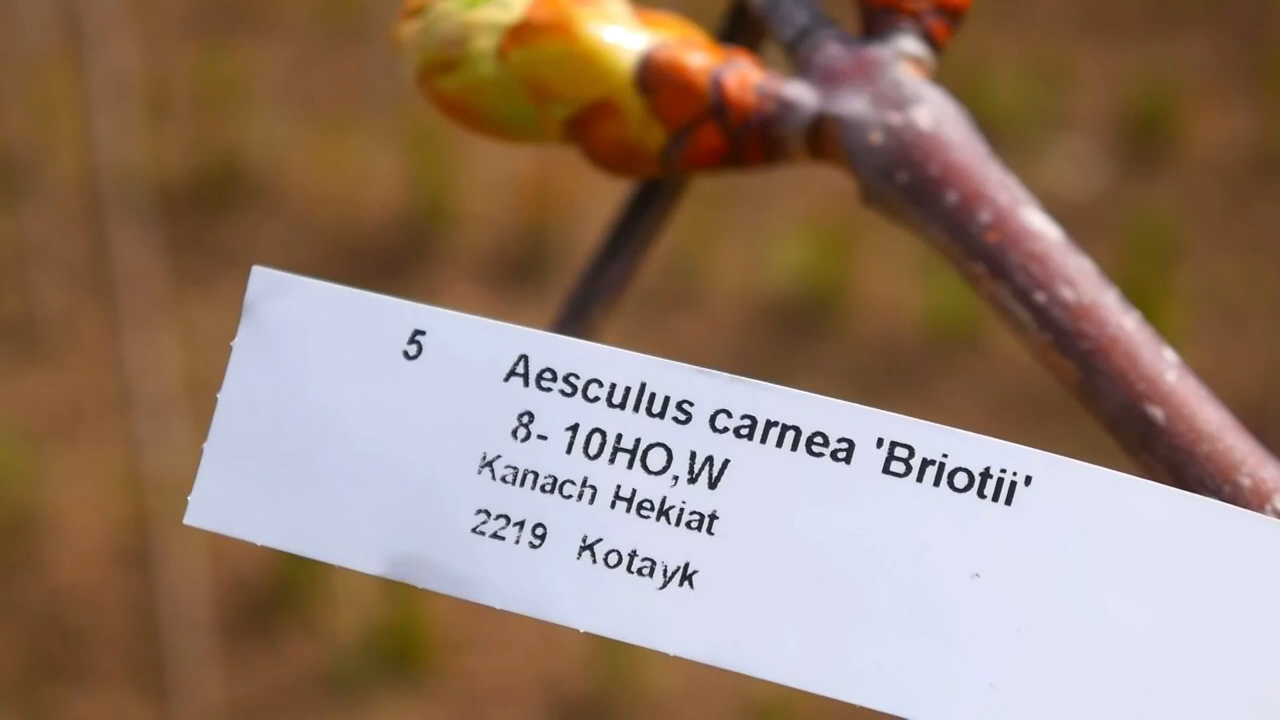 5 Aesculus carnea 'Briotii'
8- 10HO,W
Kanach Hekiat
2219 Kotayk